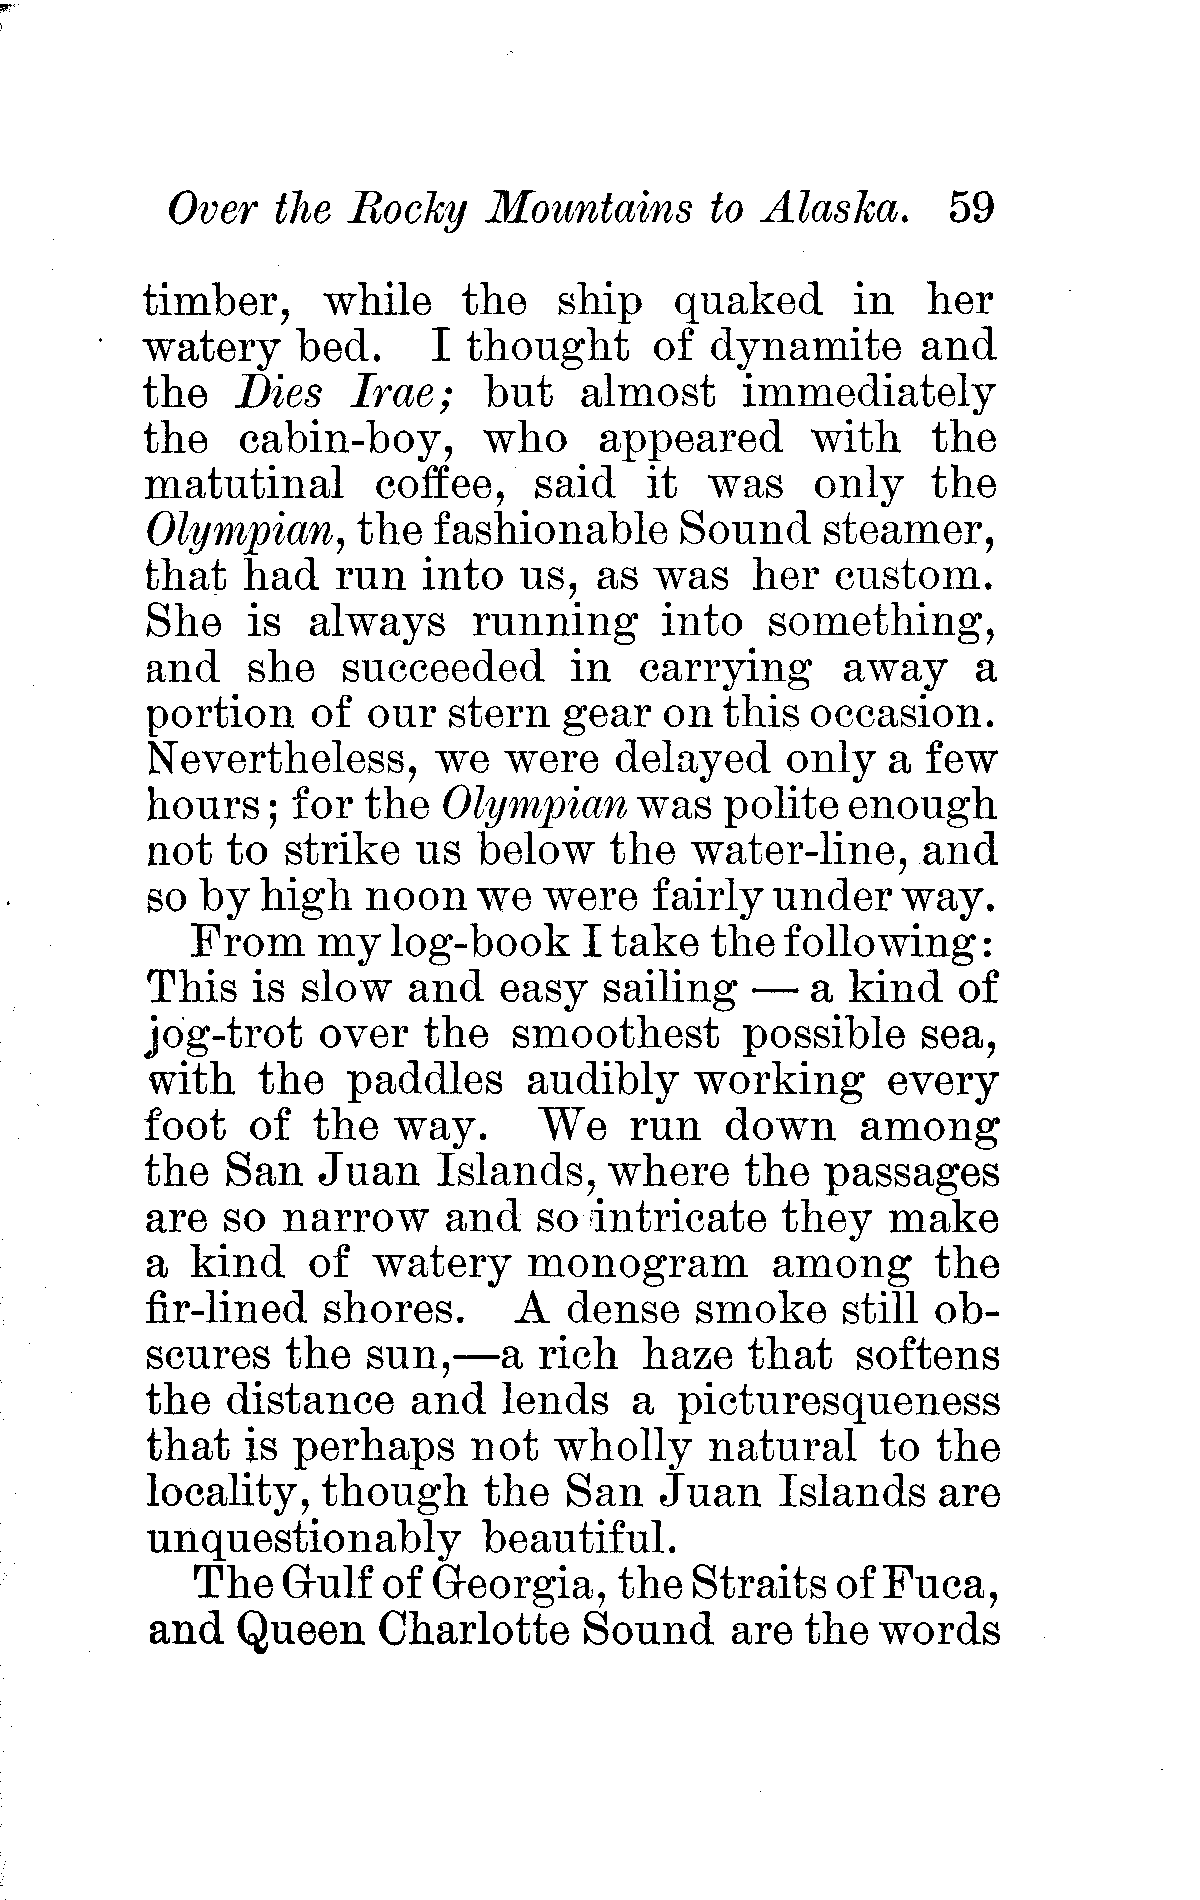 Over the Rocky Mountains to Alaska. 59
timber, while the ship quaked in her
watery bed. I thought of dynamite and
the Dies Irae; but almost immediately
the cabin-boy, who appeared with the
matutinal coffee, said it was only the
Olympian, the fashionable Sound steamer,
that had run into us, as was her custom.
She is always running into something,
and she succeeded in carrying away a
portion of our stern gear on this occasion.
Nevertheless, we were delayed only a few
hours; for the Olympian was polite enough
not to strike us below the water-line, and
so by high noon we were fairly under way.
From my log-book I take the following:
This is slow and easy sailing — a kind of
jog-trot over the smoothest possible sea,
with the paddles audibly working every
foot of the way. We run down among
the San Juan Islands, where the passages
are so narrow and so intricate they make
a kind of watery monogram among the
fir-lined shores. A dense smoke still ob-
scures the sun,—a rich haze that softens
the distance and lends a picturesqueness
that is perhaps not wholly natural to the
locality, though the San Juan Islands are
unquestionably beautiful.
The Gulf of Georgia, the Straits of Fuca,
and Queen Charlotte Sound are the words